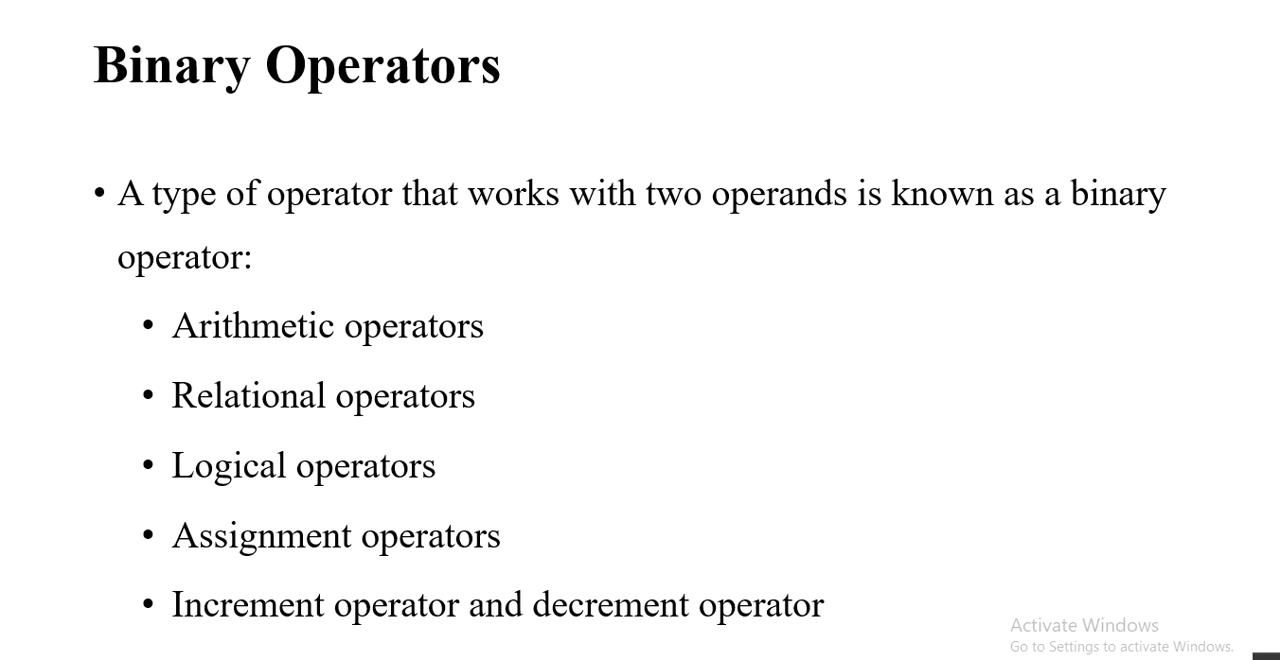 Binary Operators
• A type of operator that works with two operands is known as a binary
operator:
• Arithmetic operators
• Relational operators
• Logical operators
• Assignment operators
• Increment operator and decrement operator
Activate Windows
Go to Settings to activate Windows.